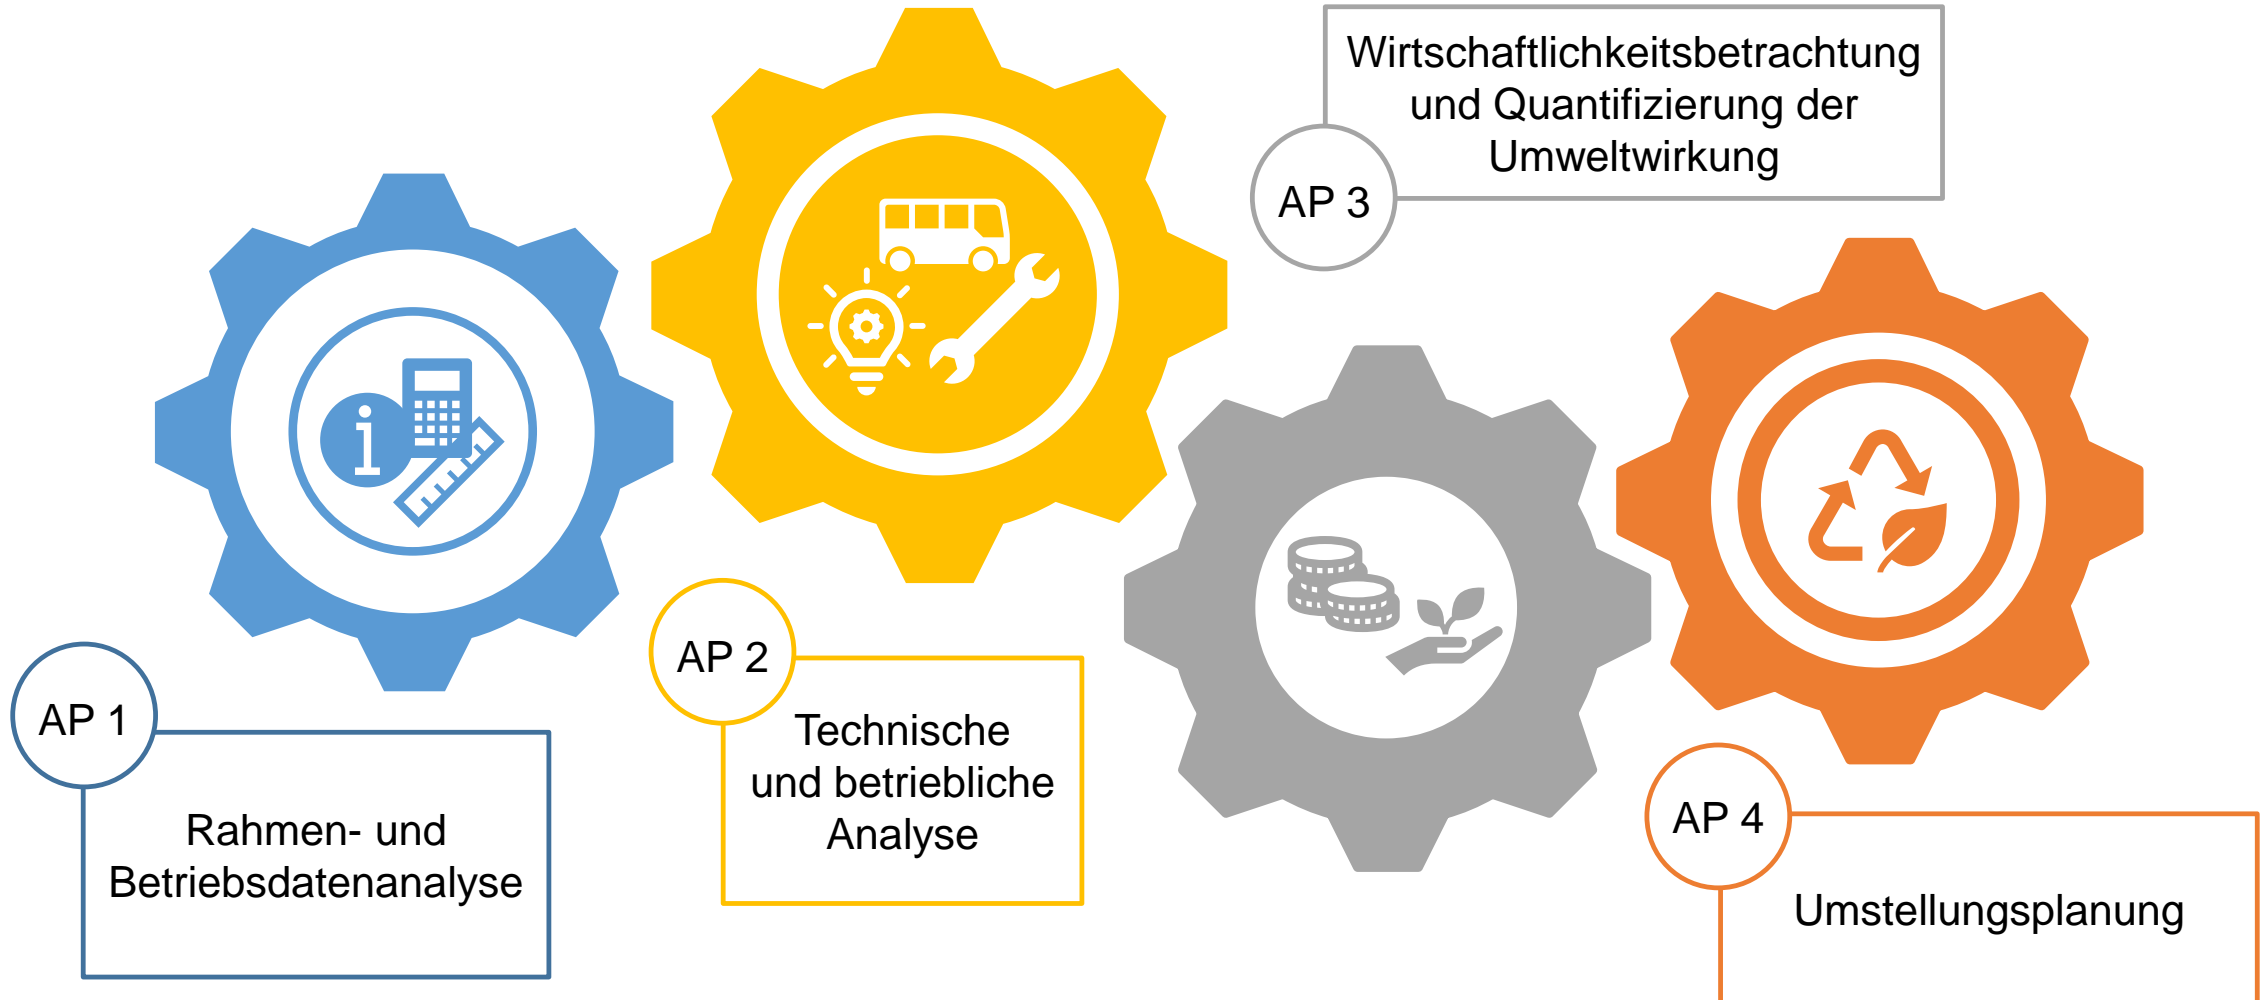 AP 1
Rahmen- und
Betriebsdatenanalyse
AP 2
Technische
und betriebliche
Analyse
AP 3
Wirtschaftlichkeitsbetrachtung
und Quantifizierung der
Umweltwirkung
AP 4
Umstellungsplanung